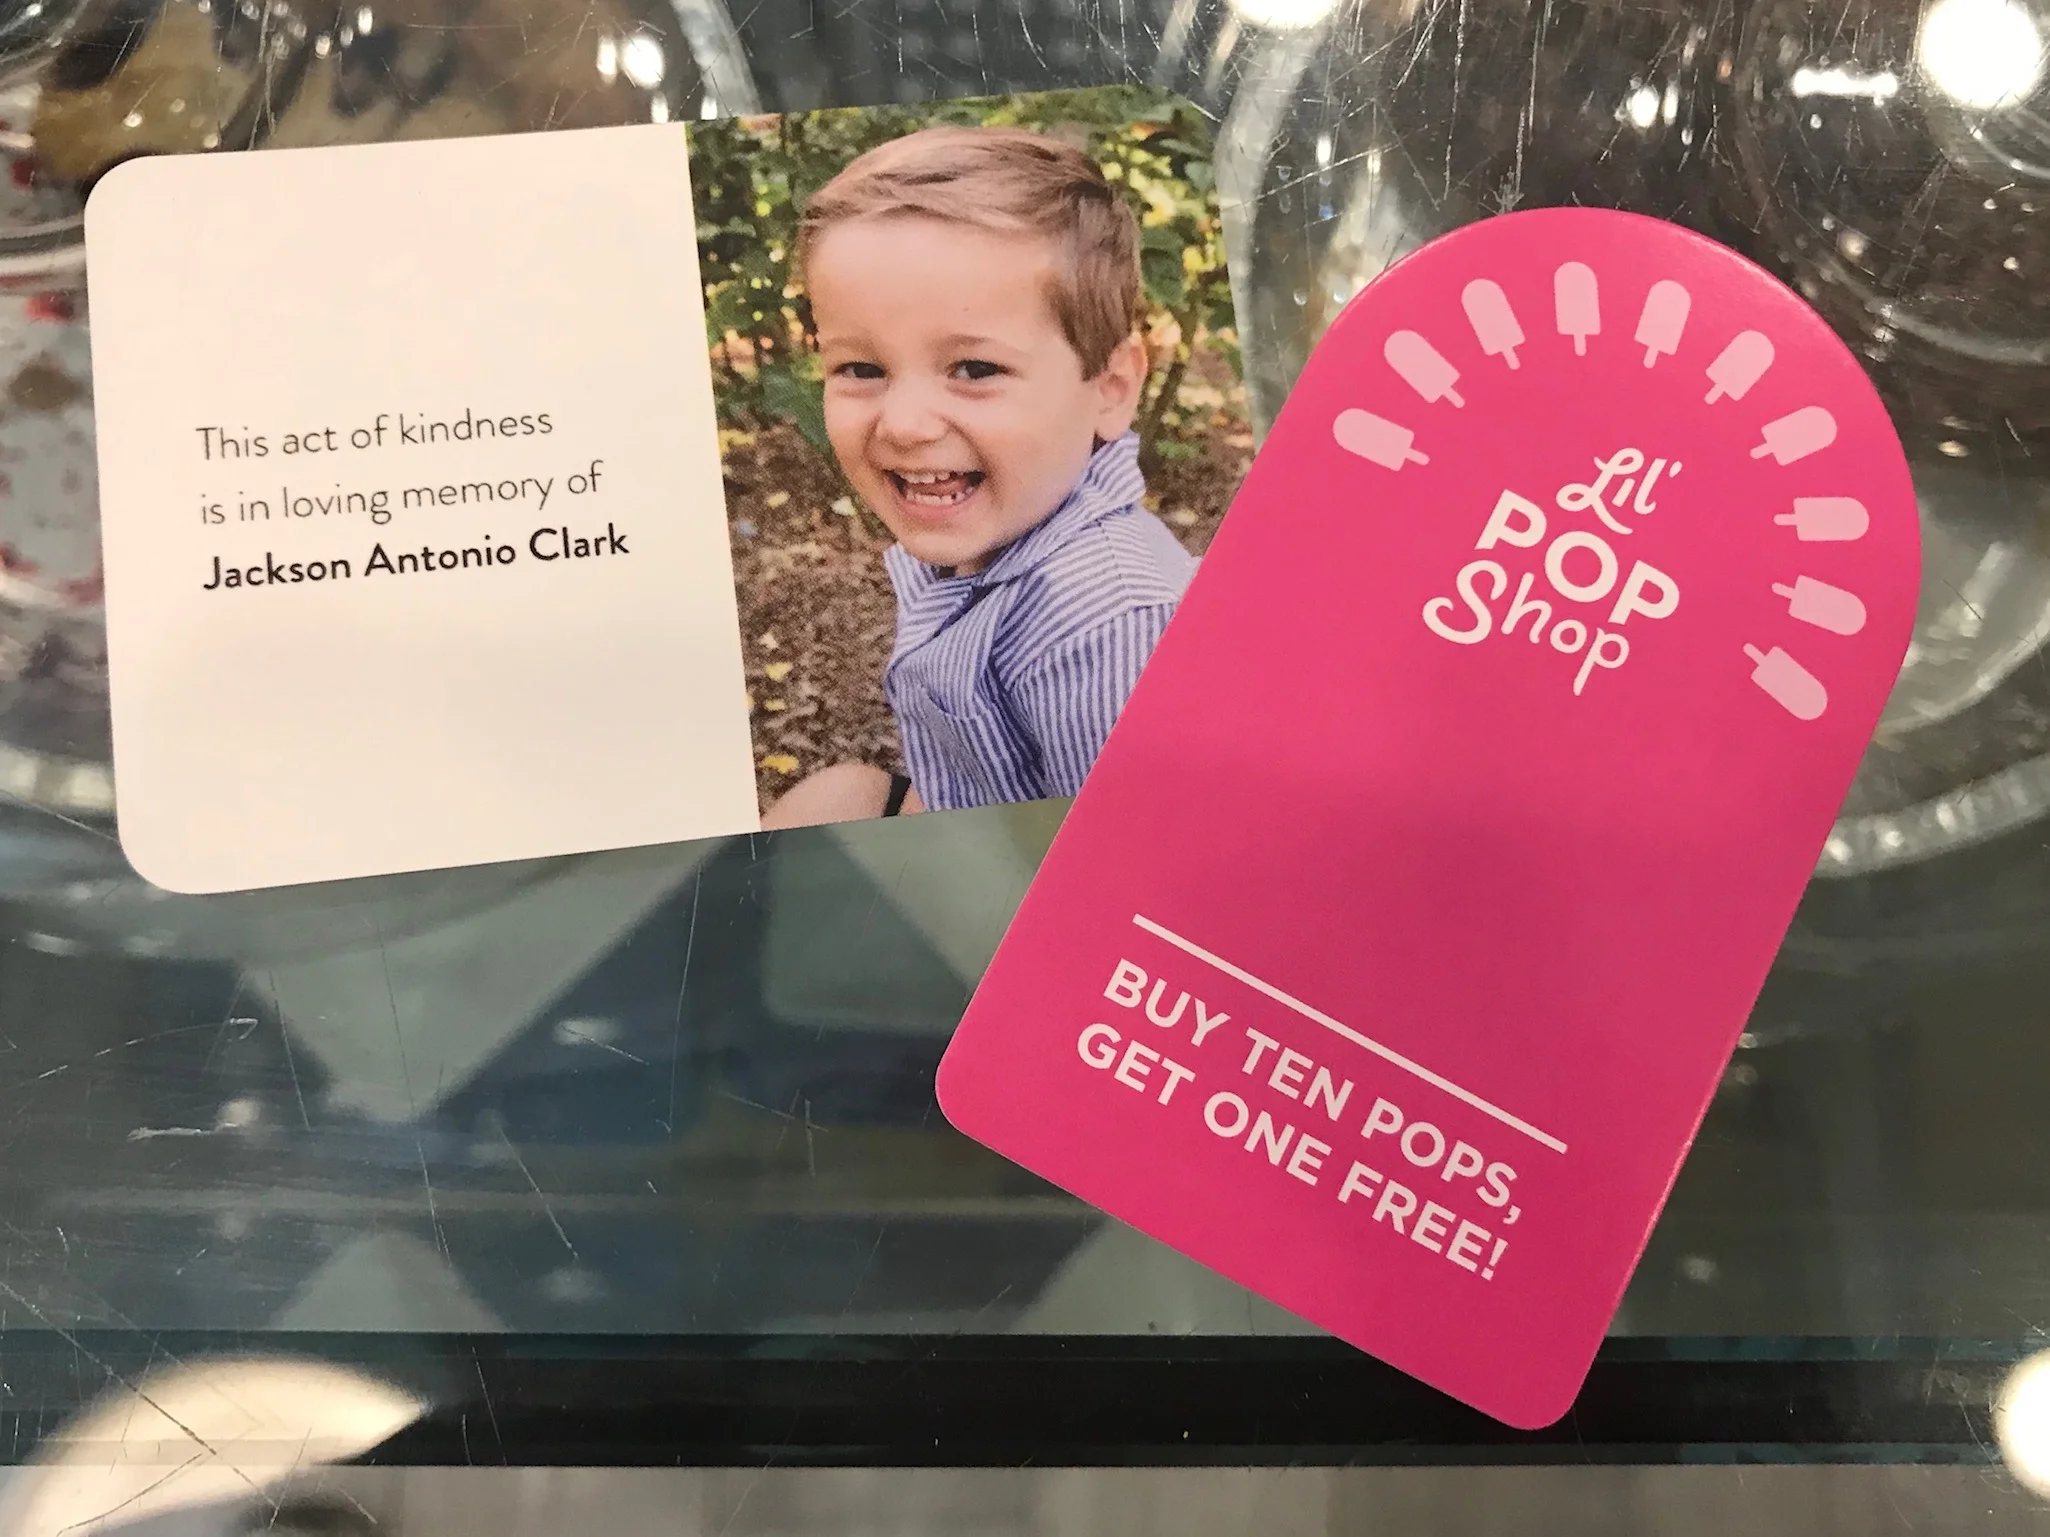 This act of kindness
is in loving memory of
Jackson Antonio Clark
Lil'
POP
Shop
BUY TEN POPS,
GET ONE FREE!